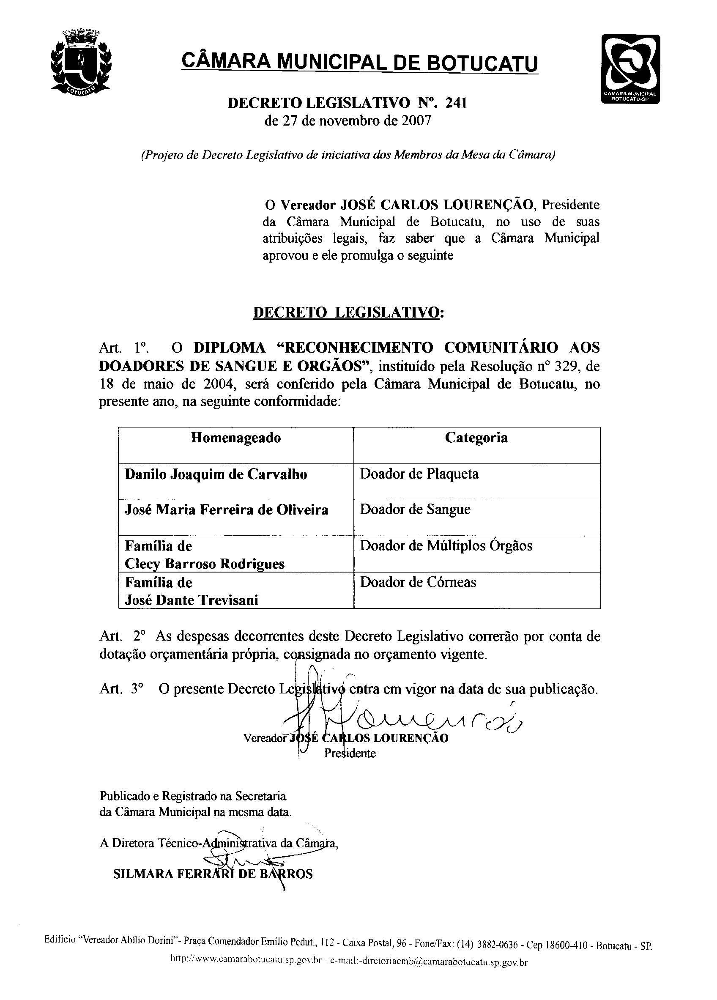 BOTUCATU
CÂMARA MUNICIPAL DE BOTUCATU
CÂMARA MUNICIPAL
BOTUCATU-SP
DECRETO LEGISLATIVO Nº. 241
de 27 de novembro de 2007
(Projeto de Decreto Legislativo de iniciativa dos Membros da Mesa da Câmara)
O Vereador JOSÉ CARLOS LOURENÇÃO, Presidente
da Câmara Municipal de Botucatu, no uso de suas
atribuições legais, faz saber que a Câmara Municipal
aprovou e ele promulga o seguinte
DECRETO LEGISLATIVO:
Art. 1º. O DIPLOMA “RECONHECIMENTO COMUNITÁRIO AOS
DOADORES DE SANGUE E ORGÃOS”, instituído pela Resolução nº 329, de
18 de maio de 2004, será conferido pela Câmara Municipal de Botucatu, no
presente ano, na seguinte conformidade:
Homenageado Categoria
Danilo Joaquim de Carvalho Doador de Plaqueta
José Maria Ferreira de Oliveira Doador de Sangue
Família de Doador de Múltiplos Órgãos
Clecy Barroso Rodrigues
Família de Doador de Córneas
José Dante Trevisani
Art. 2º As despesas decorrentes deste Decreto Legislativo correrão por conta de
dotação orçamentária própria, consignada no orçamento vigente.
Art. 3º O presente Decreto Legislativo entra em vigor na data de sua publicação.
Vereador JOSÉ CARLOS LOURENÇÃO
Presidente
Publicado e Registrado na Secretaria
da Câmara Municipal na mesma data.
A Diretora Técnico-Administrativa da Câmara,
SILMARA FERRARI DE BARROS
Edifício “Vereador Abílio Dorini”- Praça Comendador Emílio Peduti, 112 - Caixa Postal, 96 - Fone/Fax: (14) 3882-0636 - Cep 18600-410 - Botucatu - SP.
http://www.camarabotucatu.sp.gov.br - e-mail:-diretoriacmb@camarabotucatu.sp.gov.br